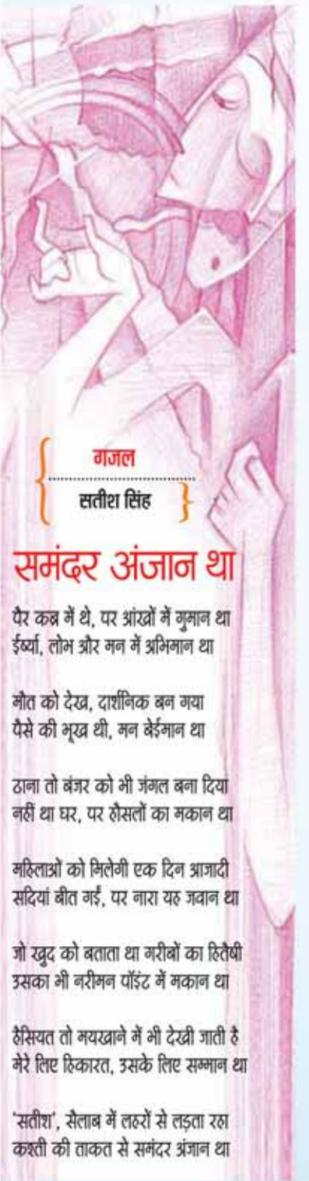 गजल
सतीश सिंह
समंदर अंजान था
पैर कब्र में थे, पर आंखों में गुमान था
ईर्ष्या, लोभ और मन में अभिमान था
मौत को देख, दार्शनिक बन गया
पैसे की भूख थी, मन बेईमान था
ठाना तो बंजर को भी जंगल बना दिया
नहीं था घर, पर हौसलों का मकान था
महिलाओं को मिलेगी एक दिन आजादी
सदियां बीत गईं, पर नारा यह जवान था
जो खुद को बताता था गरीबों का हितैषी
उसका भी नरीमन पॉइंट में मकान था
हैसियत तो मयखाने में भी देखी जाती है
मेरे लिए हिकारत, उसके लिए सम्मान था
'सतीश', सैलाब में लहरों से लड़ता रहा
कश्ती की ताकत से समंदर अंजान था